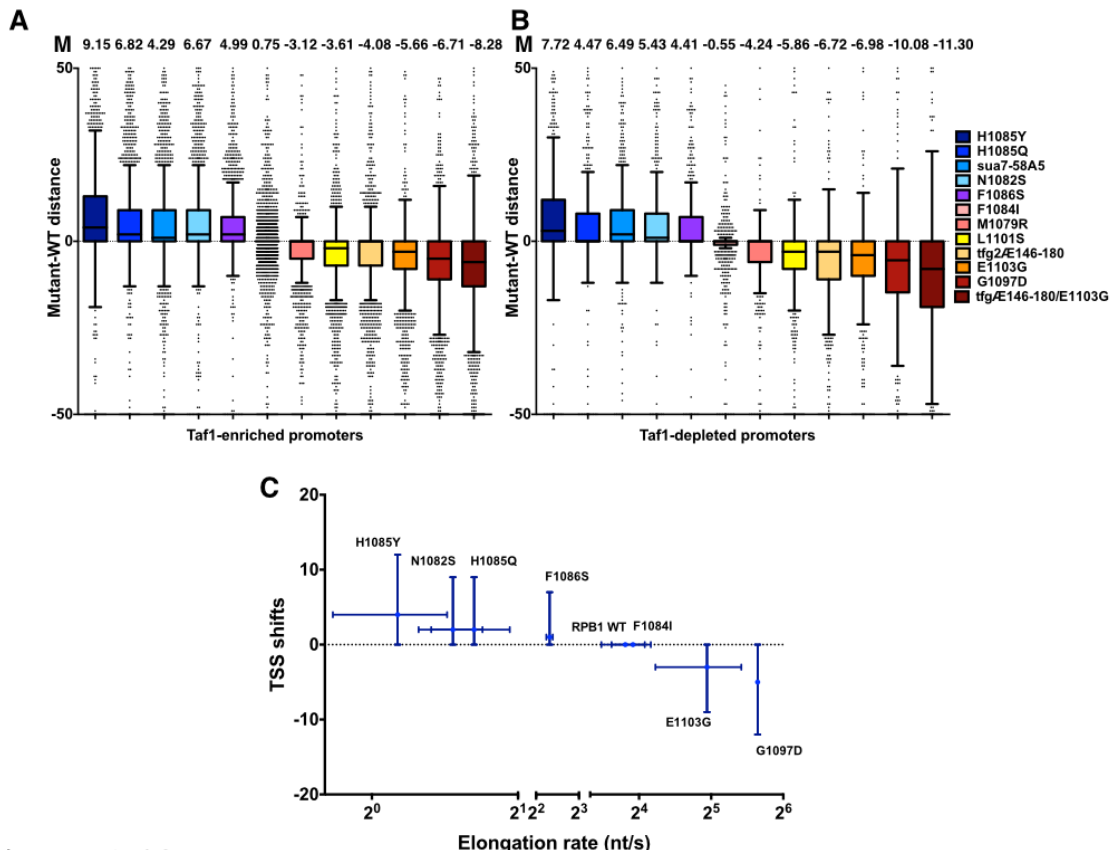 A
M 9.15 6.82 4.29 6.67 4.99 0.75 -3.12 -3.61 -4.08 -5.66 -6.71 -8.28
50
0
-50
Mutant-WT distance
Taf1-enriched promoters
B
M 7.72 4.47 6.49 5.43 4.41 -0.55 -4.24 -5.86 -6.72 -6.98 -10.08 -11.30
50
0
-50
Mutant-WT distance
Taf1-depleted promoters
H1085Y
H1085Q
sua7-58A5
N1082S
F1086S
F1084I
M1079R
L1101S
tfg2Æ146-180
E1103G
G1097D
tfgÆ146-180/E1103G
C
20
10
0
-10
-20
TSS shifts
H1085Y
N1082S
H1085Q
F1086S
RPB1 WT
F1084I
E1103G
G1097D
2⁰ 2¹ 2² 2³ 2⁴ 2⁵ 2⁶
Elongation rate (nt/s)